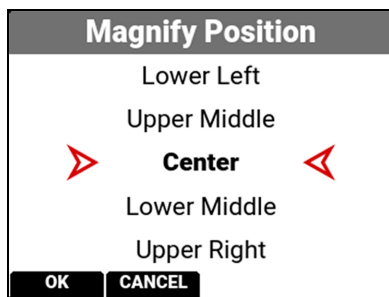 Magnify Position
Lower Left
Upper Middle
Center
Lower Middle
Upper Right
OK CANCEL